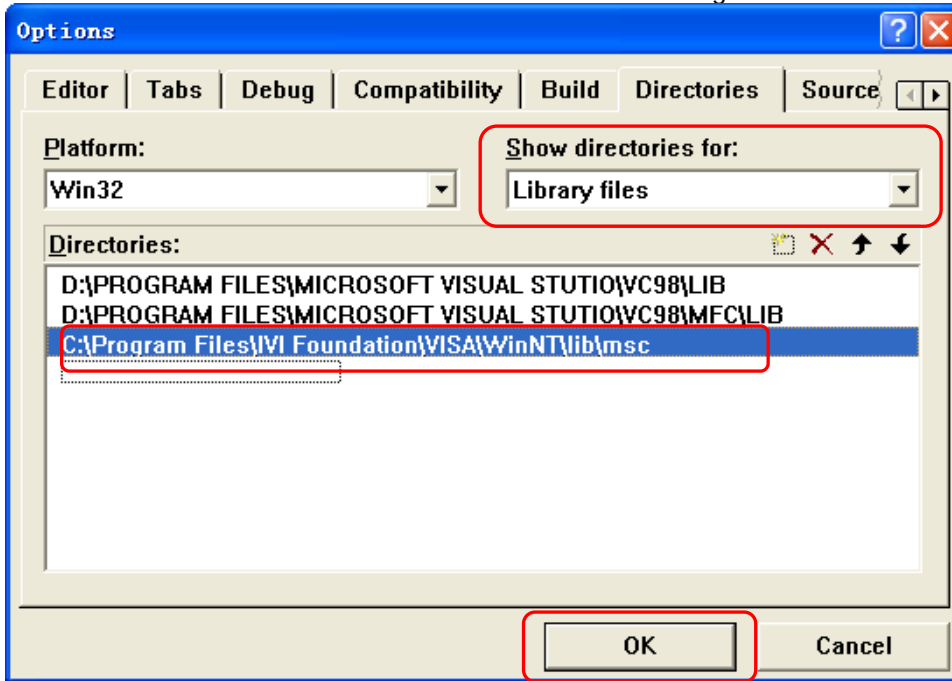 Options
Editor Tabs Debug Compatibility Build Directories Source
Platform: Show directories for:
Win32 Library files
Directories:
D:\PROGRAM FILES\MICROSOFT VISUAL STUTIO\VC98\LIB
D:\PROGRAM FILES\MICROSOFT VISUAL STUTIO\VC98\MFC\LIB
C:\Program Files\IVI Foundation\VISA\WinNT\lib\msc
OK Cancel